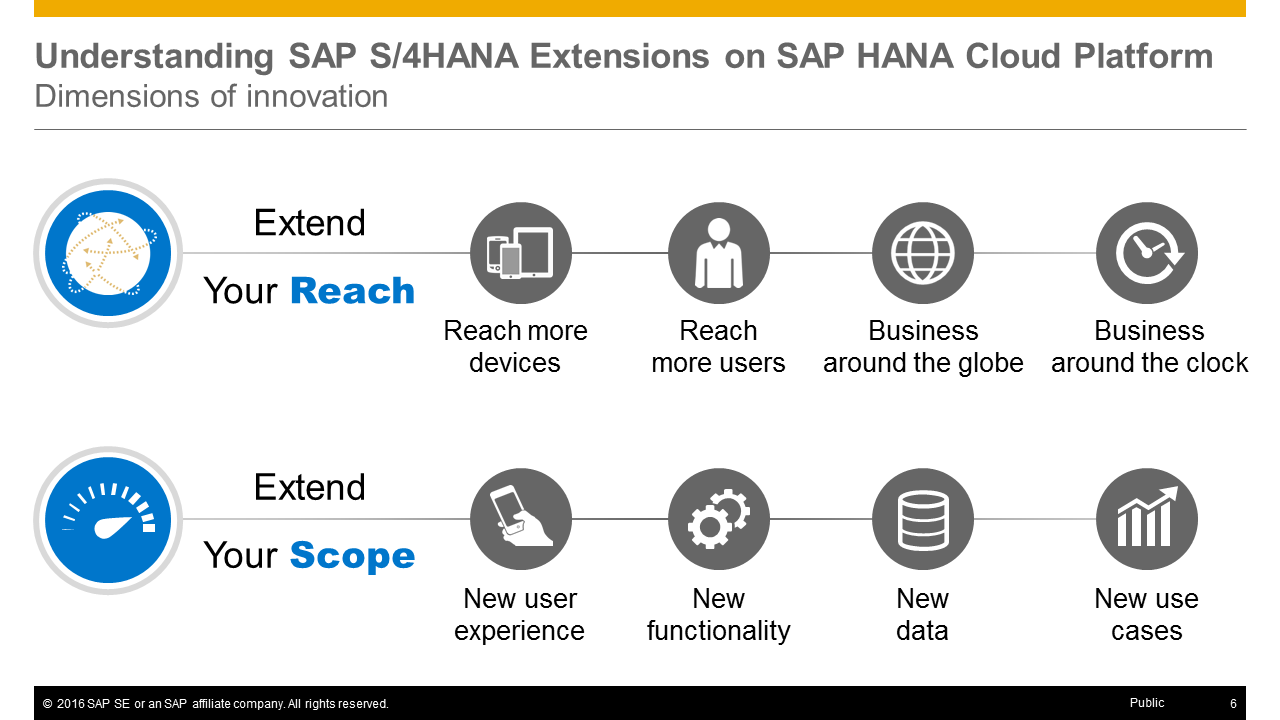 Understanding SAP S/4HANA Extensions on SAP HANA Cloud Platform
Dimensions of innovation
Extend
Your Reach
Reach more
devices
Reach
more users
Business
around the globe
Business
around the clock
Extend
Your Scope
New user
experience
New
functionality
New
data
New use
cases
© 2016 SAP SE or an SAP affiliate company. All rights reserved.
Public
6